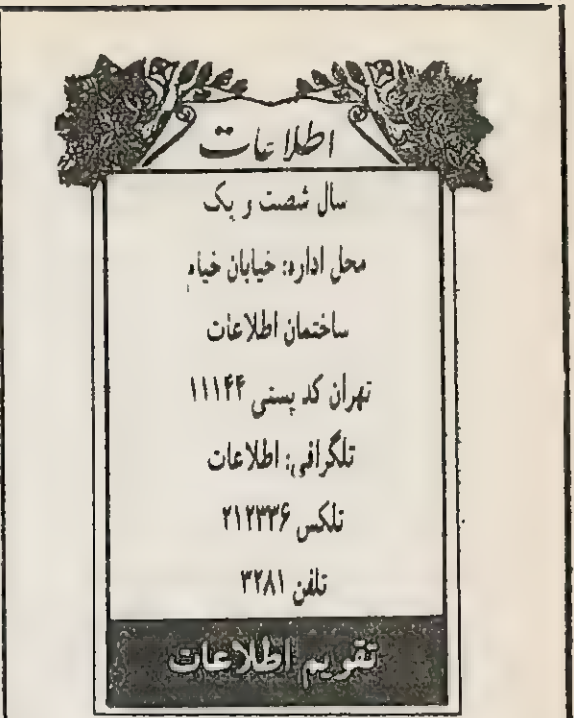 اطلاعات
سال شصت و یک
محل اداره: خیابان خیام
ساختمان اطلاعات
تهران کد پستی ۱۱۱۴۴
تلگرافی: اطلاعات
تلکس ۲۱۲۳۳۶
تلفن ۳۲۸۱
تقویم اطلاعات